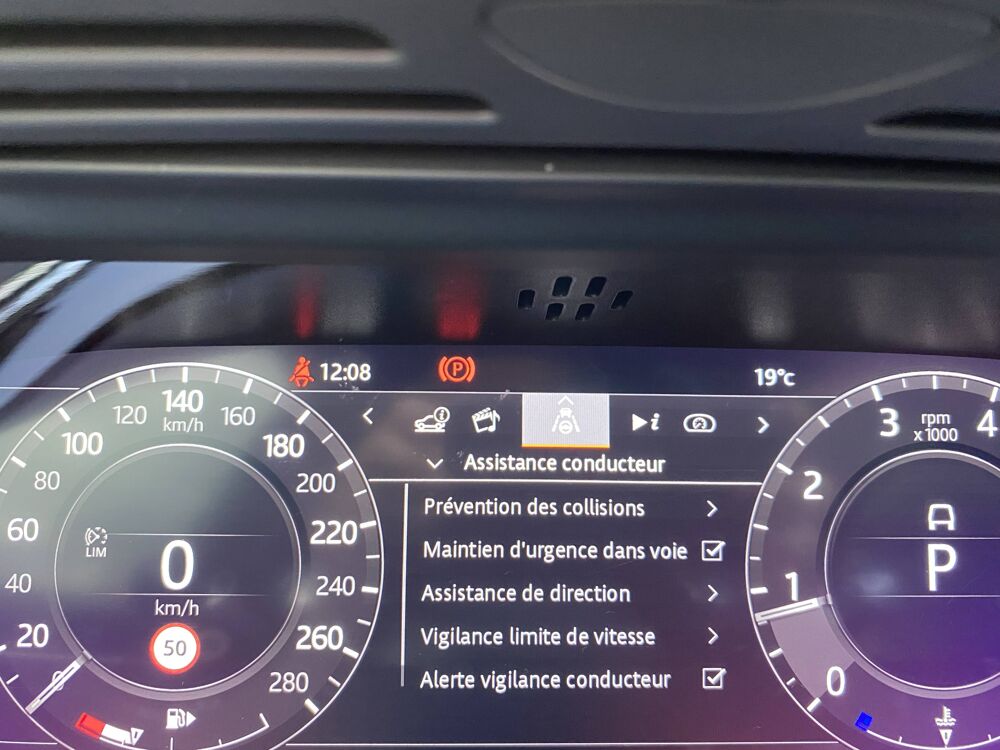 12:08
P
19°c
Assistance conducteur
Prévention des collisions
Maintien d'urgence dans voie
Assistance de direction
Vigilance limite de vitesse
Alerte vigilance conducteur
20
40
60
80
100
120
140
km/h
160
180
200
220
240
260
280
LIM
0
km/h
50
0
1
2
3
4
rpm
x 1000
P